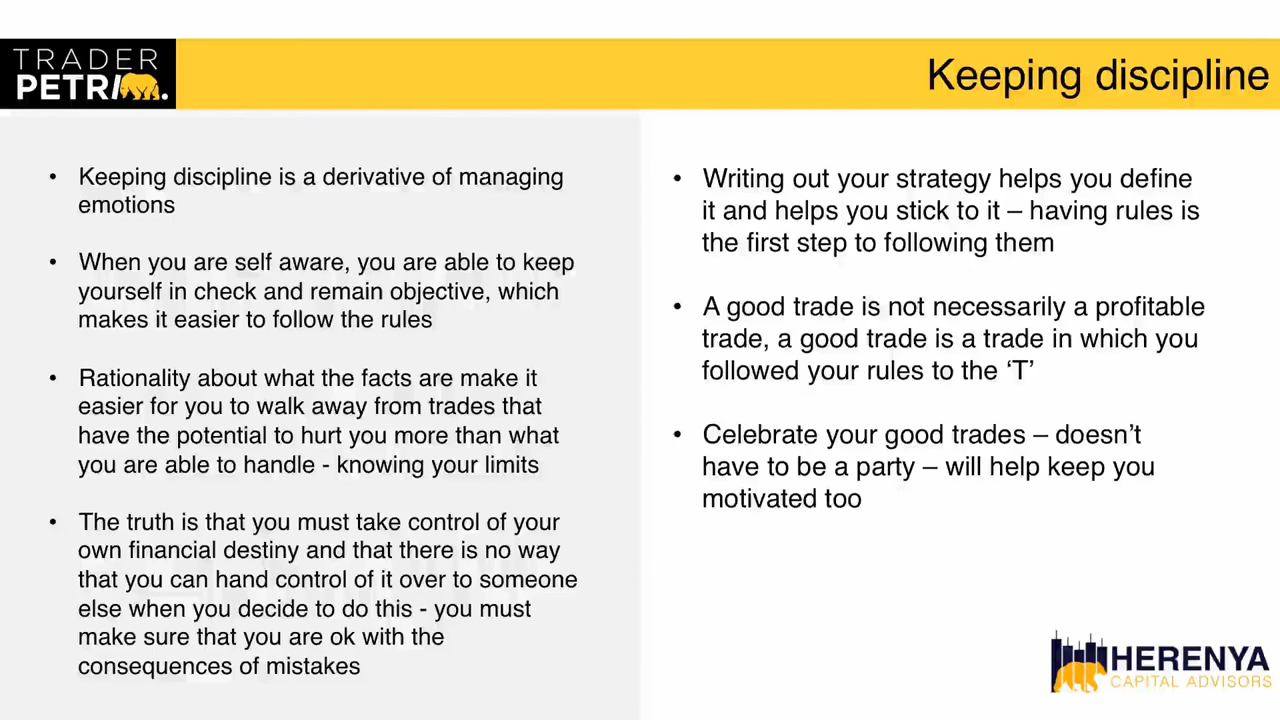 TRADER
PETRI.
Keeping discipline
• Keeping discipline is a derivative of managing
emotions
• When you are self aware, you are able to keep
yourself in check and remain objective, which
makes it easier to follow the rules
• Rationality about what the facts are make it
easier for you to walk away from trades that
have the potential to hurt you more than what
you are able to handle - knowing your limits
• The truth is that you must take control of your
own financial destiny and that there is no way
that you can hand control of it over to someone
else when you decide to do this - you must
make sure that you are ok with the
consequences of mistakes
• Writing out your strategy helps you define
it and helps you stick to it – having rules is
the first step to following them
• A good trade is not necessarily a profitable
trade, a good trade is a trade in which you
followed your rules to the ‘T’
• Celebrate your good trades – doesn’t
have to be a party – will help keep you
motivated too
HERENYA
CAPITAL ADVISORS